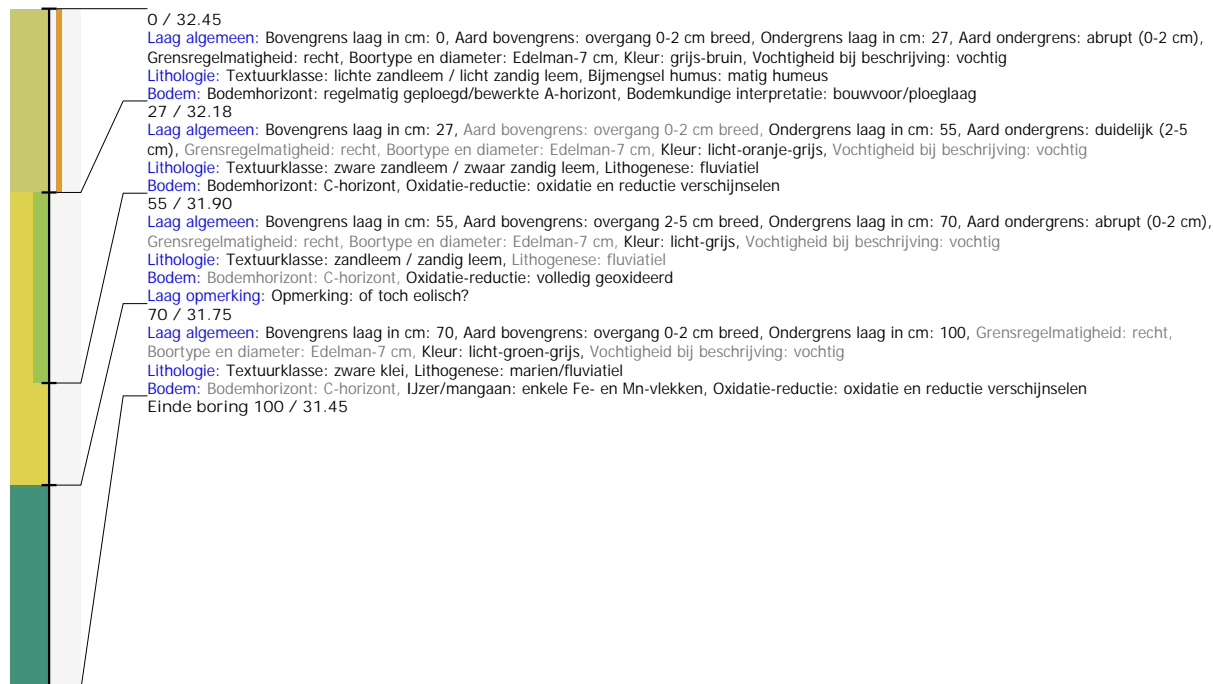 0 / 32.45
Laag algemeen: Bovengrens laag in cm: 0, Aard bovengrens: overgang 0-2 cm breed, Ondergrens laag in cm: 27, Aard ondergrens: abrupt (0-2 cm),
Grensregelmatigheid: recht, Boortype en diameter: Edelman-7 cm, Kleur: grijs-bruin, Vochtigheid bij beschrijving: vochtig
Lithologie: Textuurklasse: lichte zandleem / licht zandig leem, Bijmengsel humus: matig humeus
Bodem: Bodemhorizont: regelmatig geploegd/bewerkte A-horizont, Bodemkundige interpretatie: bouwvoor/ploeglaag
27 / 32.18
Laag algemeen: Bovengrens laag in cm: 27, Aard bovengrens: overgang 0-2 cm breed, Ondergrens laag in cm: 55, Aard ondergrens: duidelijk (2-5
cm), Grensregelmatigheid: recht, Boortype en diameter: Edelman-7 cm, Kleur: licht-oranje-grijs, Vochtigheid bij beschrijving: vochtig
Lithologie: Textuurklasse: zware zandleem / zwaar zandig leem, Lithogenese: fluviatiel
Bodem: Bodemhorizont: C-horizont, Oxidatie-reductie: oxidatie en reductie verschijnselen
55 / 31.90
Laag algemeen: Bovengrens laag in cm: 55, Aard bovengrens: overgang 2-5 cm breed, Ondergrens laag in cm: 70, Aard ondergrens: abrupt (0-2 cm),
Grensregelmatigheid: recht, Boortype en diameter: Edelman-7 cm, Kleur: licht-grijs, Vochtigheid bij beschrijving: vochtig
Lithologie: Textuurklasse: zandleem / zandig leem, Lithogenese: fluviatiel
Bodem: Bodemhorizont: C-horizont, Oxidatie-reductie: volledig geoxideerd
Laag opmerking: Opmerking: of toch eolisch?
70 / 31.75
Laag algemeen: Bovengrens laag in cm: 70, Aard bovengrens: overgang 0-2 cm breed, Ondergrens laag in cm: 100, Grensregelmatigheid: recht,
Boortype en diameter: Edelman-7 cm, Kleur: licht-groen-grijs, Vochtigheid bij beschrijving: vochtig
Lithologie: Textuurklasse: zware klei, Lithogenese: marien/fluviatiel
Bodem: Bodemhorizont: C-horizont, IJzer/mangaan: enkele Fe- en Mn-vlekken, Oxidatie-reductie: oxidatie en reductie verschijnselen
Einde boring 100 / 31.45